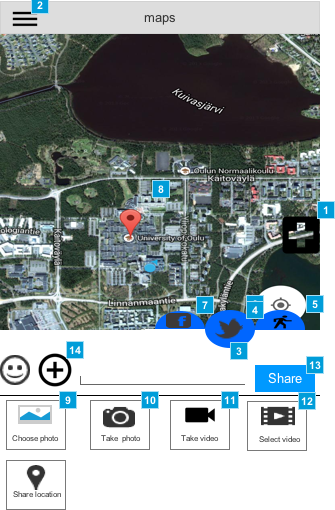 2
maps
Kuivasjärvi
Oulun Normaalikoulu
Kaitoväylä
8
1
University of Oulu
Linnanmaantie
7
4
5
3
14
13
Share
9
10
11
12
Choose photo
Take photo
Take video
Select video
Share location